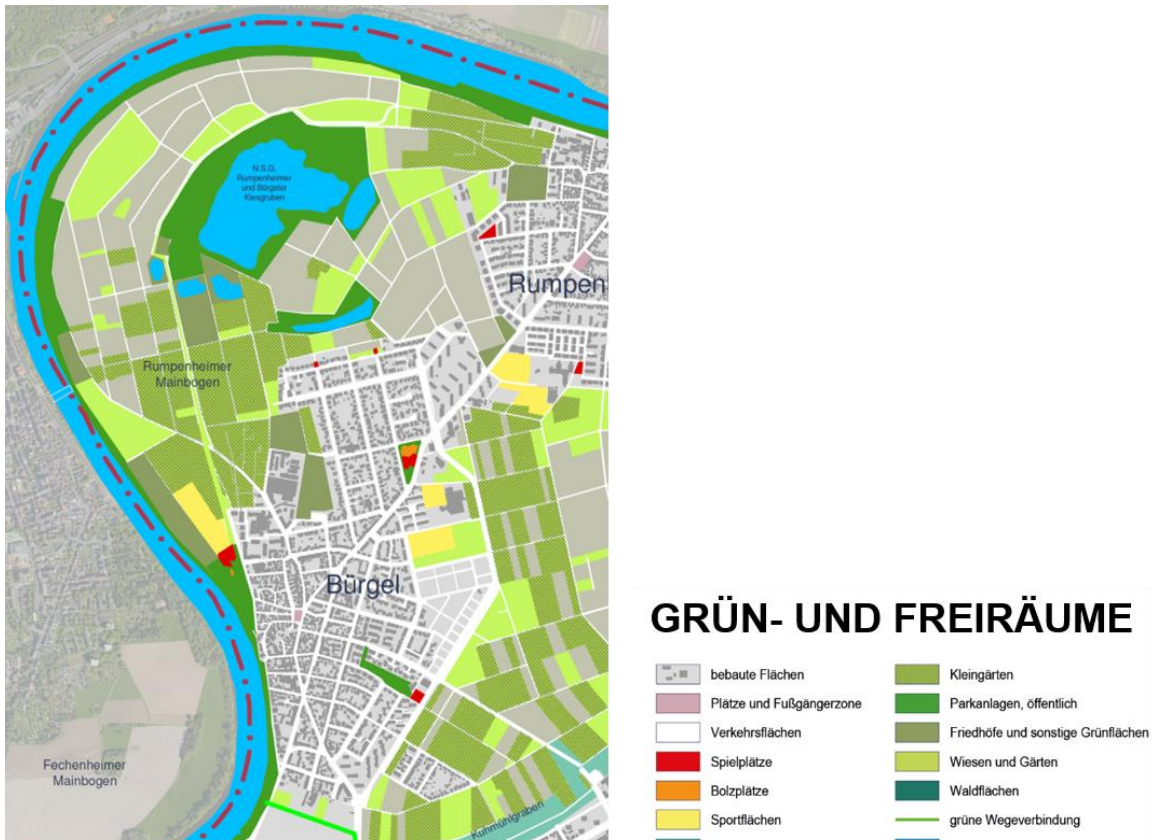 N.S.G.
Rumpenheimer
und Bürgeler
Kiesgruben
Rumpen
Rumpenheimer
Mainbogen
Bürgel
Fechenheimer
Mainbogen
Kuhmühlgraben
GRÜN- UND FREIRÄUME
bebaute Flächen
Plätze und Fußgängerzone
Verkehrsflächen
Spielplätze
Bolzplätze
Sportflächen
Kleingärten
Parkanlagen, öffentlich
Friedhöfe und sonstige Grünflächen
Wiesen und Gärten
Waldflächen
grüne Wegeverbindung